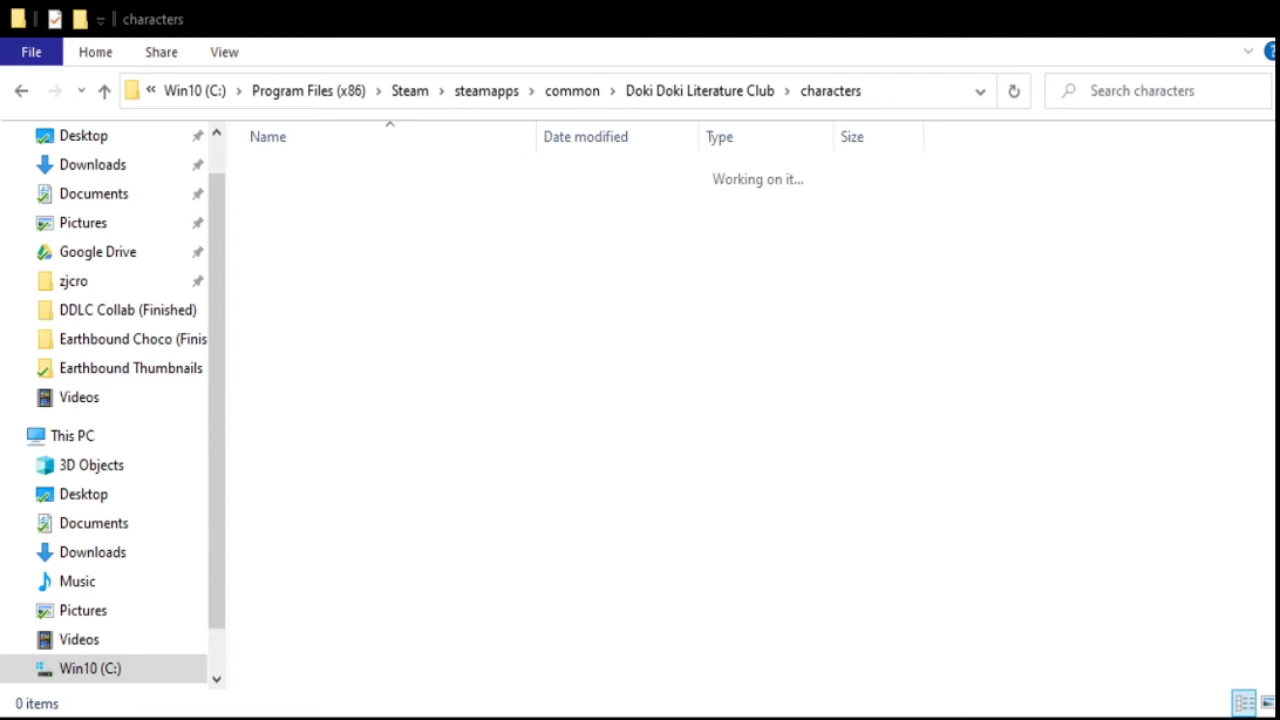 characters
File Home Share View
« Win10 (C:) › Program Files (x86) › Steam › steamapps › common › Doki Doki Literature Club › characters
Search characters
Name Date modified Type Size
Working on it...
Desktop
Downloads
Documents
Pictures
Google Drive
zjcro
DDLC Collab (Finished)
Earthbound Choco (Finis
Earthbound Thumbnails
Videos
This PC
3D Objects
Desktop
Documents
Downloads
Music
Pictures
Videos
Win10 (C:)
0 items